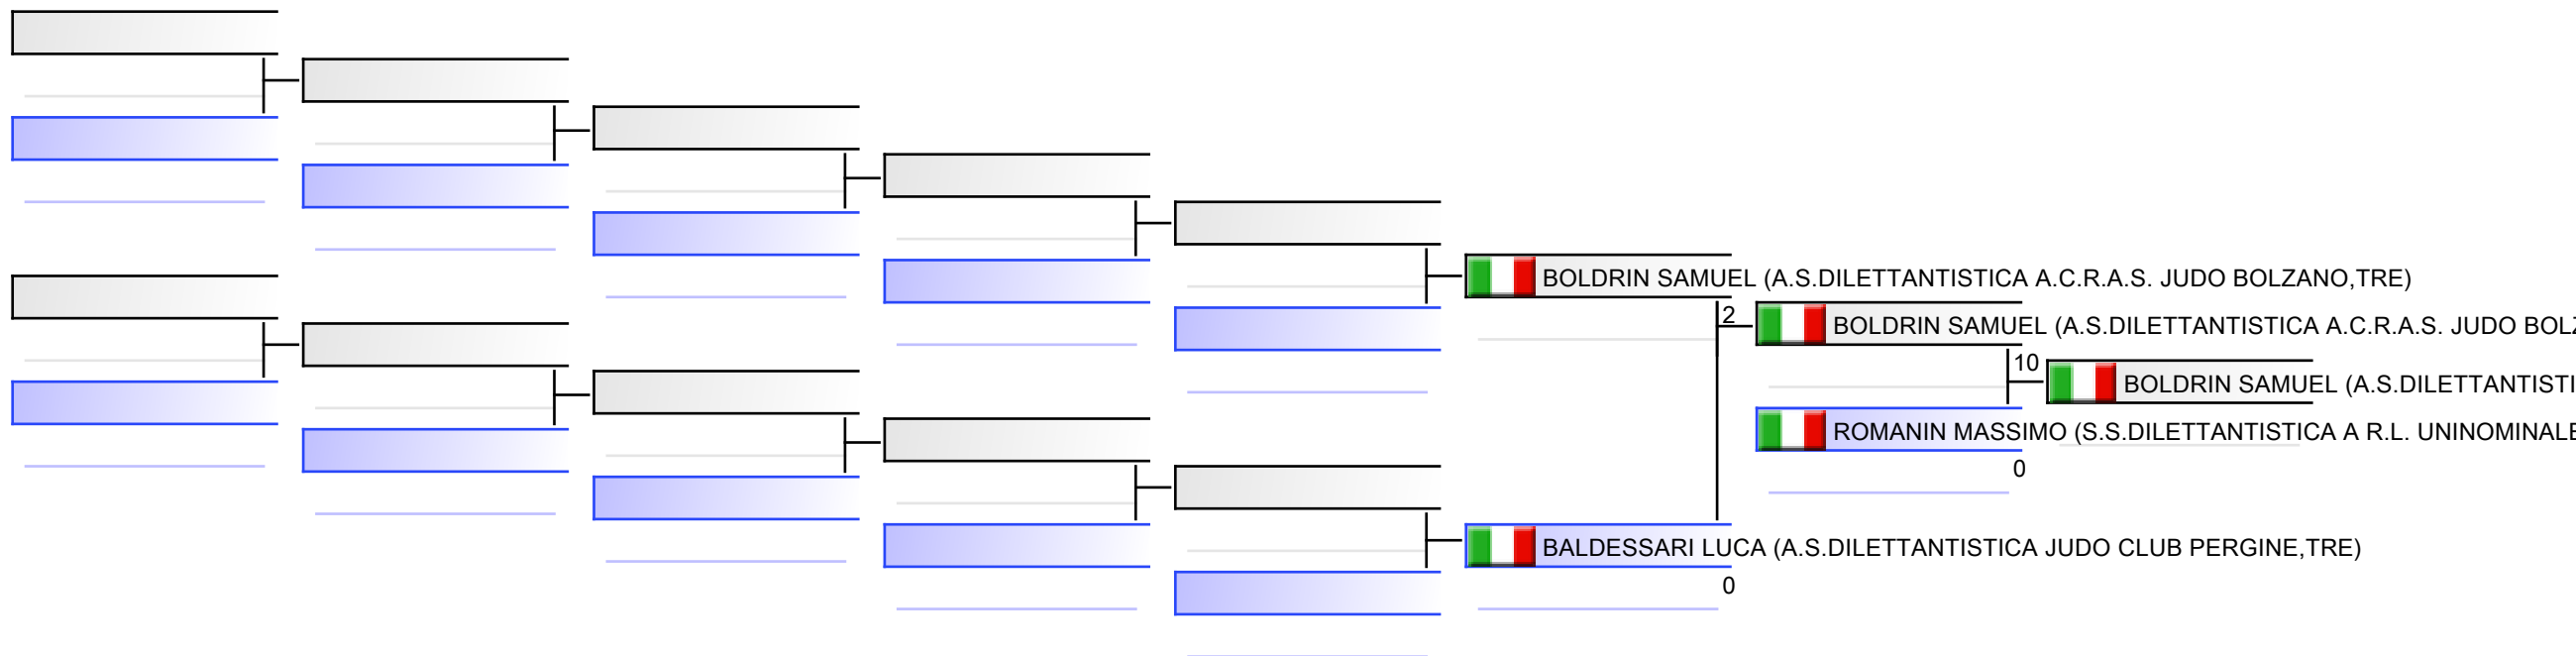 BOLDRIN SAMUEL (A.S.DILETTANTISTICA A.C.R.A.S. JUDO BOLZANO,TRE)
2
BOLDRIN SAMUEL (A.S.DILETTANTISTICA A.C.R.A.S. JUDO BOLZ
10
BOLDRIN SAMUEL (A.S.DILETTANTISTI
ROMANIN MASSIMO (S.S.DILETTANTISTICA A R.L. UNINOMINALE
0
BALDESSARI LUCA (A.S.DILETTANTISTICA JUDO CLUB PERGINE,TRE)
0